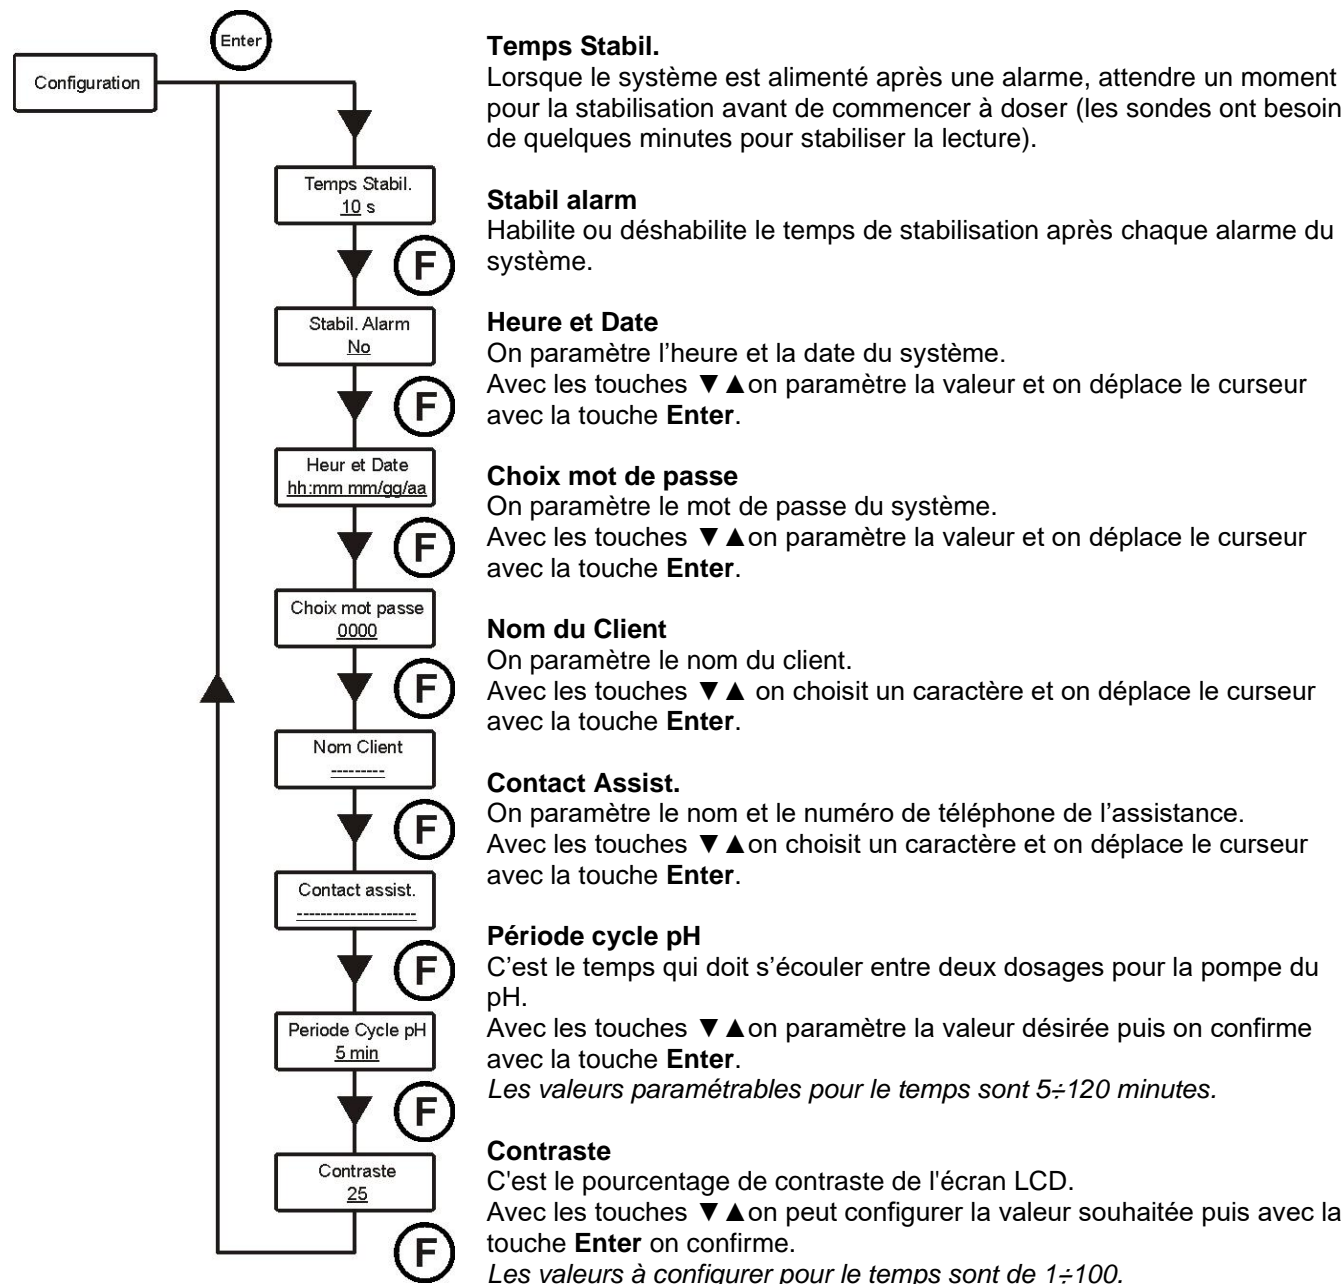 Enter
Configuration
Temps Stabil.
10 s
F
Stabil. Alarm
No
F
Heur et Date
hh:mm mm/gg/aa
F
Choix mot passe
0000
F
Nom Client
---------
F
Contact assist.
--------------------
F
Periode Cycle pH
5 min
F
Contraste
25
F
Temps Stabil.
Lorsque le système est alimenté après une alarme, attendre un moment
pour la stabilisation avant de commencer à doser (les sondes ont besoin
de quelques minutes pour stabiliser la lecture).
Stabil alarm
Habilite ou déshabilite le temps de stabilisation après chaque alarme du
système.
Heure et Date
On paramètre l’heure et la date du système.
Avec les touches ▼▲on paramètre la valeur et on déplace le curseur
avec la touche Enter.
Choix mot de passe
On paramètre le mot de passe du système.
Avec les touches ▼▲on paramètre la valeur et on déplace le curseur
avec la touche Enter.
Nom du Client
On paramètre le nom du client.
Avec les touches ▼▲ on choisit un caractère et on déplace le curseur
avec la touche Enter.
Contact Assist.
On paramètre le nom et le numéro de téléphone de l’assistance.
Avec les touches ▼▲on choisit un caractère et on déplace le curseur
avec la touche Enter.
Période cycle pH
C’est le temps qui doit s’écouler entre deux dosages pour la pompe du
pH.
Avec les touches ▼▲on paramètre la valeur désirée puis on confirme
avec la touche Enter.
Les valeurs paramétrables pour le temps sont 5÷120 minutes.
Contraste
C'est le pourcentage de contraste de l'écran LCD.
Avec les touches ▼▲on peut configurer la valeur souhaitée puis avec la
touche Enter on confirme.
Les valeurs à configurer pour le temps sont de 1÷100.